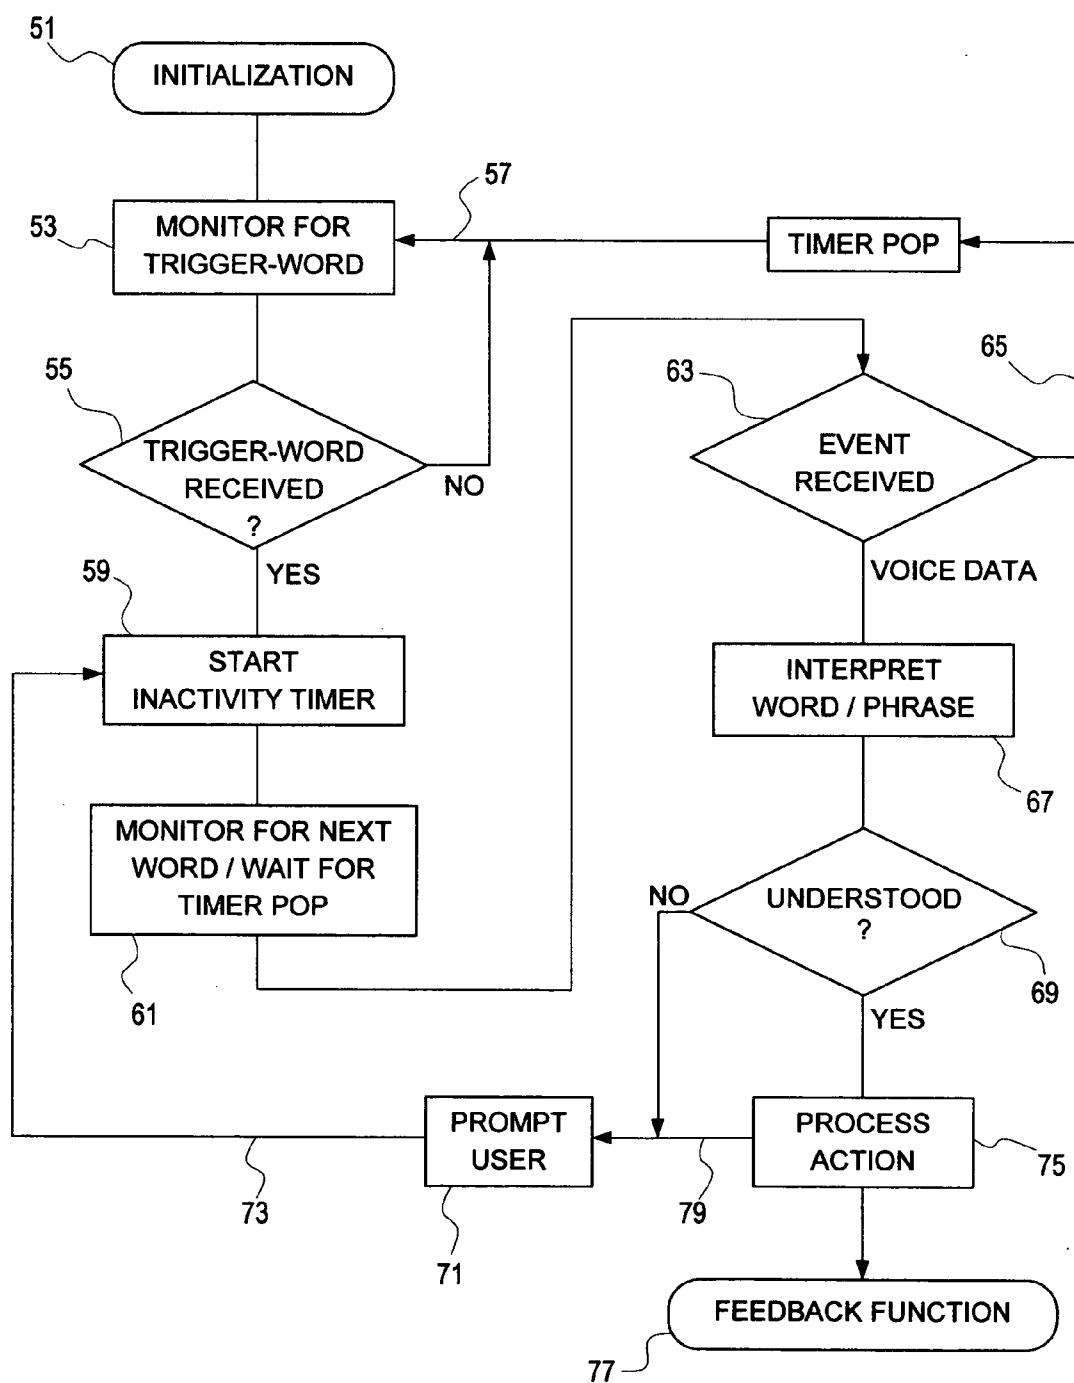 51
INITIALIZATION
53
MONITOR FOR
TRIGGER-WORD
57
TIMER POP
55
TRIGGER-WORD
RECEIVED
?
NO
YES
63
EVENT
RECEIVED
65
VOICE DATA
59
START
INACTIVITY TIMER
INTERPRET
WORD / PHRASE
67
MONITOR FOR NEXT
WORD / WAIT FOR
TIMER POP
61
NO
UNDERSTOOD
?
69
YES
PROMPT
USER
71
73
79
PROCESS
ACTION
75
FEEDBACK FUNCTION
77